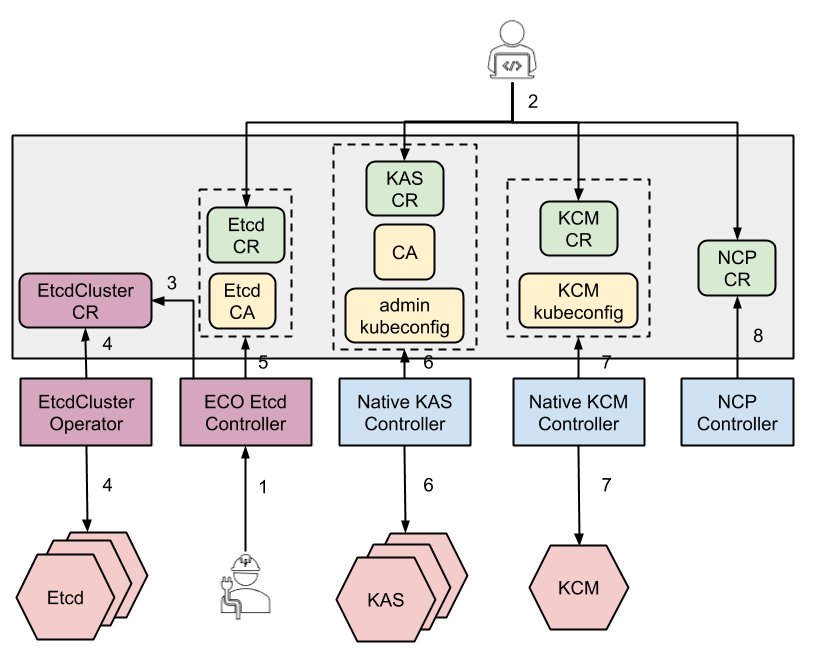 </>
2
KAS
CR
Etcd
CR
KCM
CR
CA
NCP
CR
3
EtcdCluster
CR
Etcd
CA
admin
kubeconfig
KCM
kubeconfig
4
5
6
7
8
EtcdCluster
Operator
ECO Etcd
Controller
Native KAS
Controller
Native KCM
Controller
NCP
Controller
4
1
6
7
Etcd
KAS
KCM